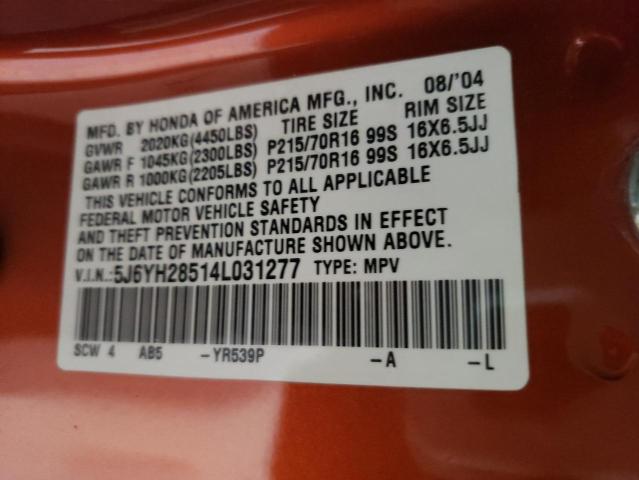 MFD. BY HONDA OF AMERICA MFG., INC. 08/'04
GVWR 2020KG(4450LBS) TIRE SIZE RIM SIZE
GAWR F 1045KG(2300LBS) P215/70R16 99S 16X6.5JJ
GAWR R 1000KG(2205LBS) P215/70R16 99S 16X6.5JJ
THIS VEHICLE CONFORMS TO ALL APPLICABLE
FEDERAL MOTOR VEHICLE SAFETY
AND THEFT PREVENTION STANDARDS IN EFFECT
ON THE DATE OF MANUFACTURE SHOWN ABOVE.
V.I.N.:5J6YH28514L031277 TYPE: MPV
SCW 4 AB5 -YR539P -A -L